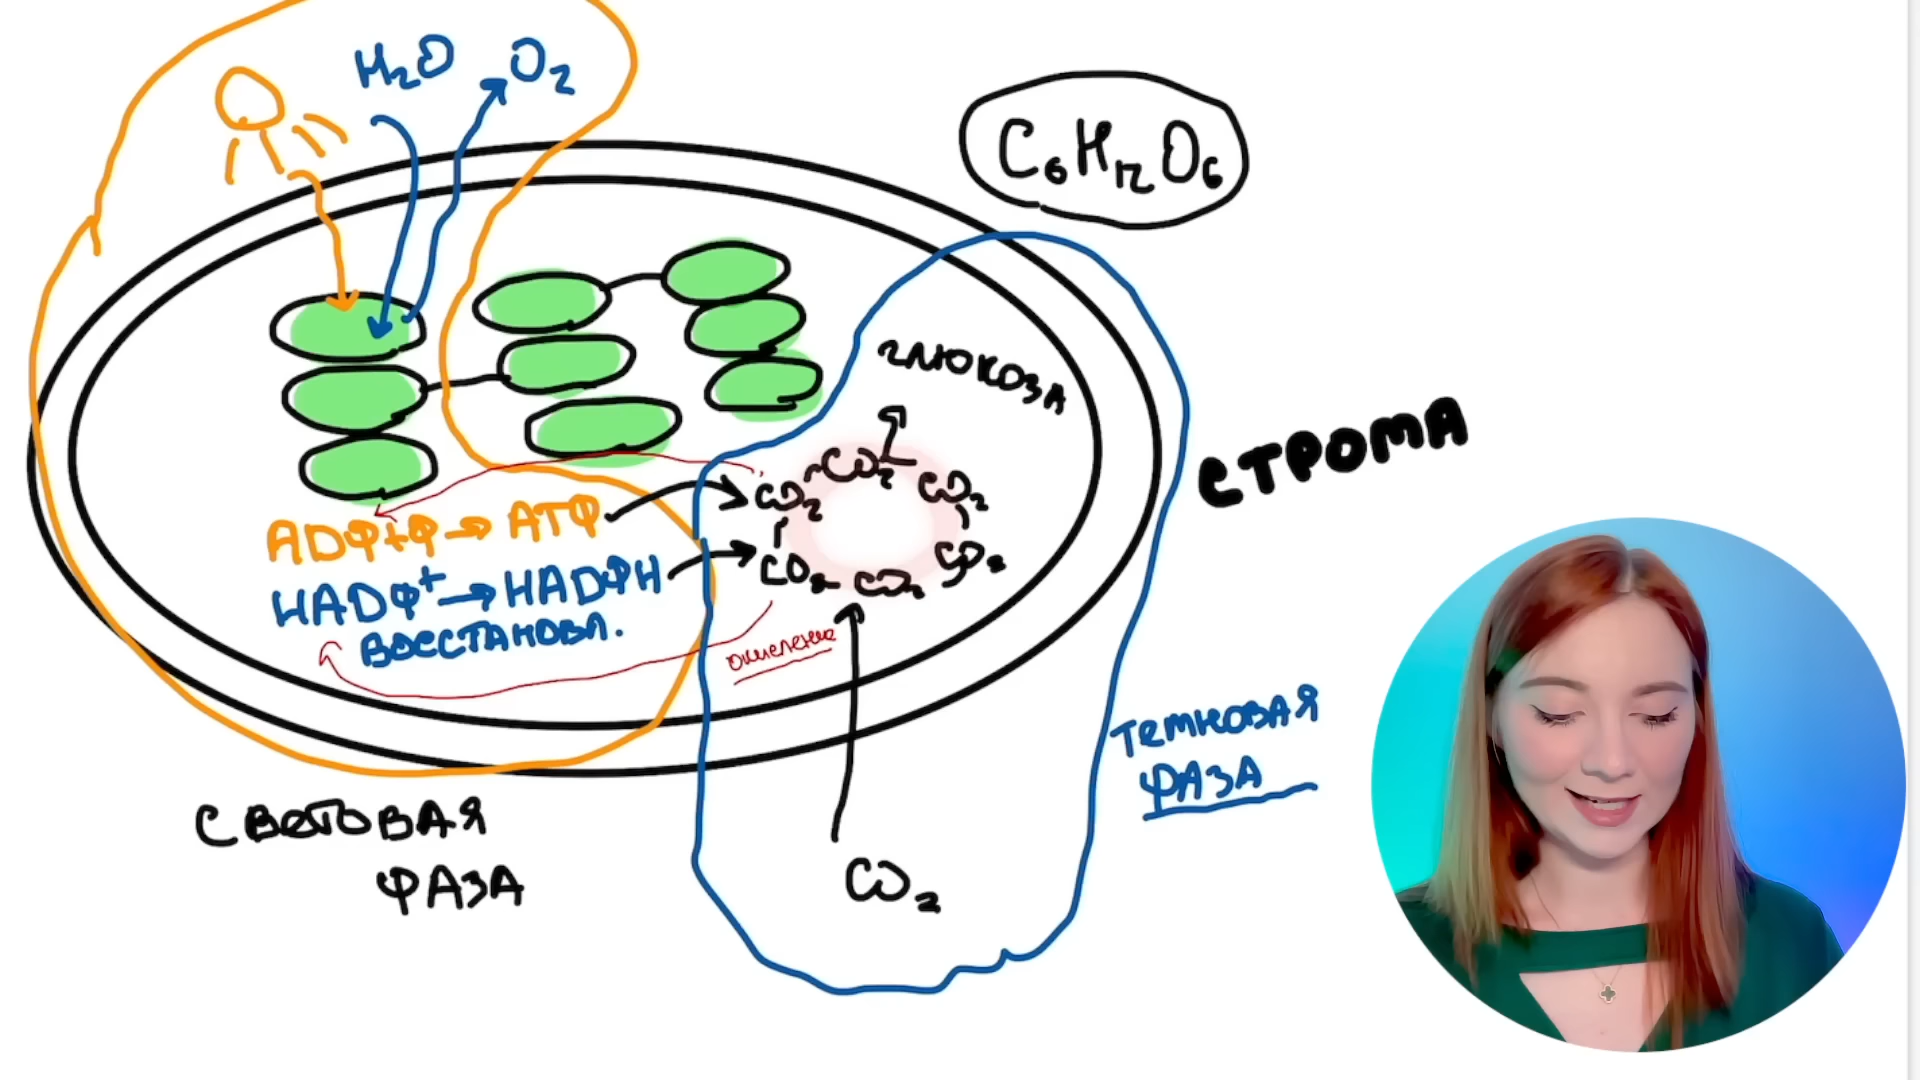 H₂O
O₂
C₆H₁₂O₆
глюкоза
СТРОМА
CO₂
CO₂
CO₂
CO₂
CO₂
CO₂
АДФ+Ф → АТФ
НАДФ⁺ → НАДФН
ВОССТАНОВЛ.
окисление
ТЕМНОВАЯ
ФАЗА
СВЕТОВАЯ
ФАЗА
CO₂